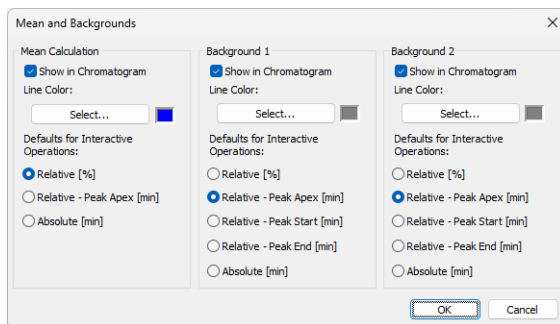 Mean and Backgrounds
Mean Calculation
Show in Chromatogram
Line Color:
Select...
Defaults for Interactive
Operations:
Relative [%]
Relative - Peak Apex [min]
Absolute [min]
Background 1
Show in Chromatogram
Line Color:
Select...
Defaults for Interactive
Operations:
Relative [%]
Relative - Peak Apex [min]
Relative - Peak Start [min]
Relative - Peak End [min]
Absolute [min]
Background 2
Show in Chromatogram
Line Color:
Select...
Defaults for Interactive
Operations:
Relative [%]
Relative - Peak Apex [min]
Relative - Peak Start [min]
Relative - Peak End [min]
Absolute [min]
OK
Cancel